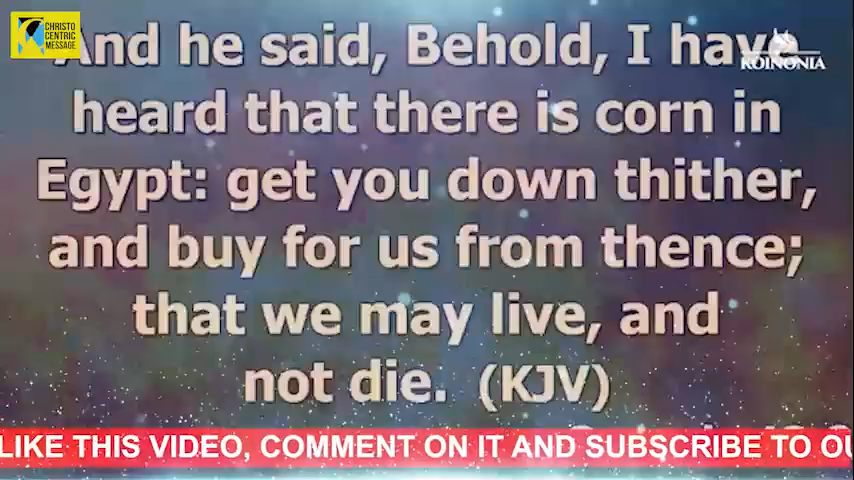 CHRISTO
CENTRIC
MESSAGE
And he said, Behold, I have
KOINONIA
heard that there is corn in
Egypt: get you down thither,
and buy for us from thence;
that we may live, and
not die. (KJV)
LIKE THIS VIDEO, COMMENT ON IT AND SUBSCRIBE TO OU